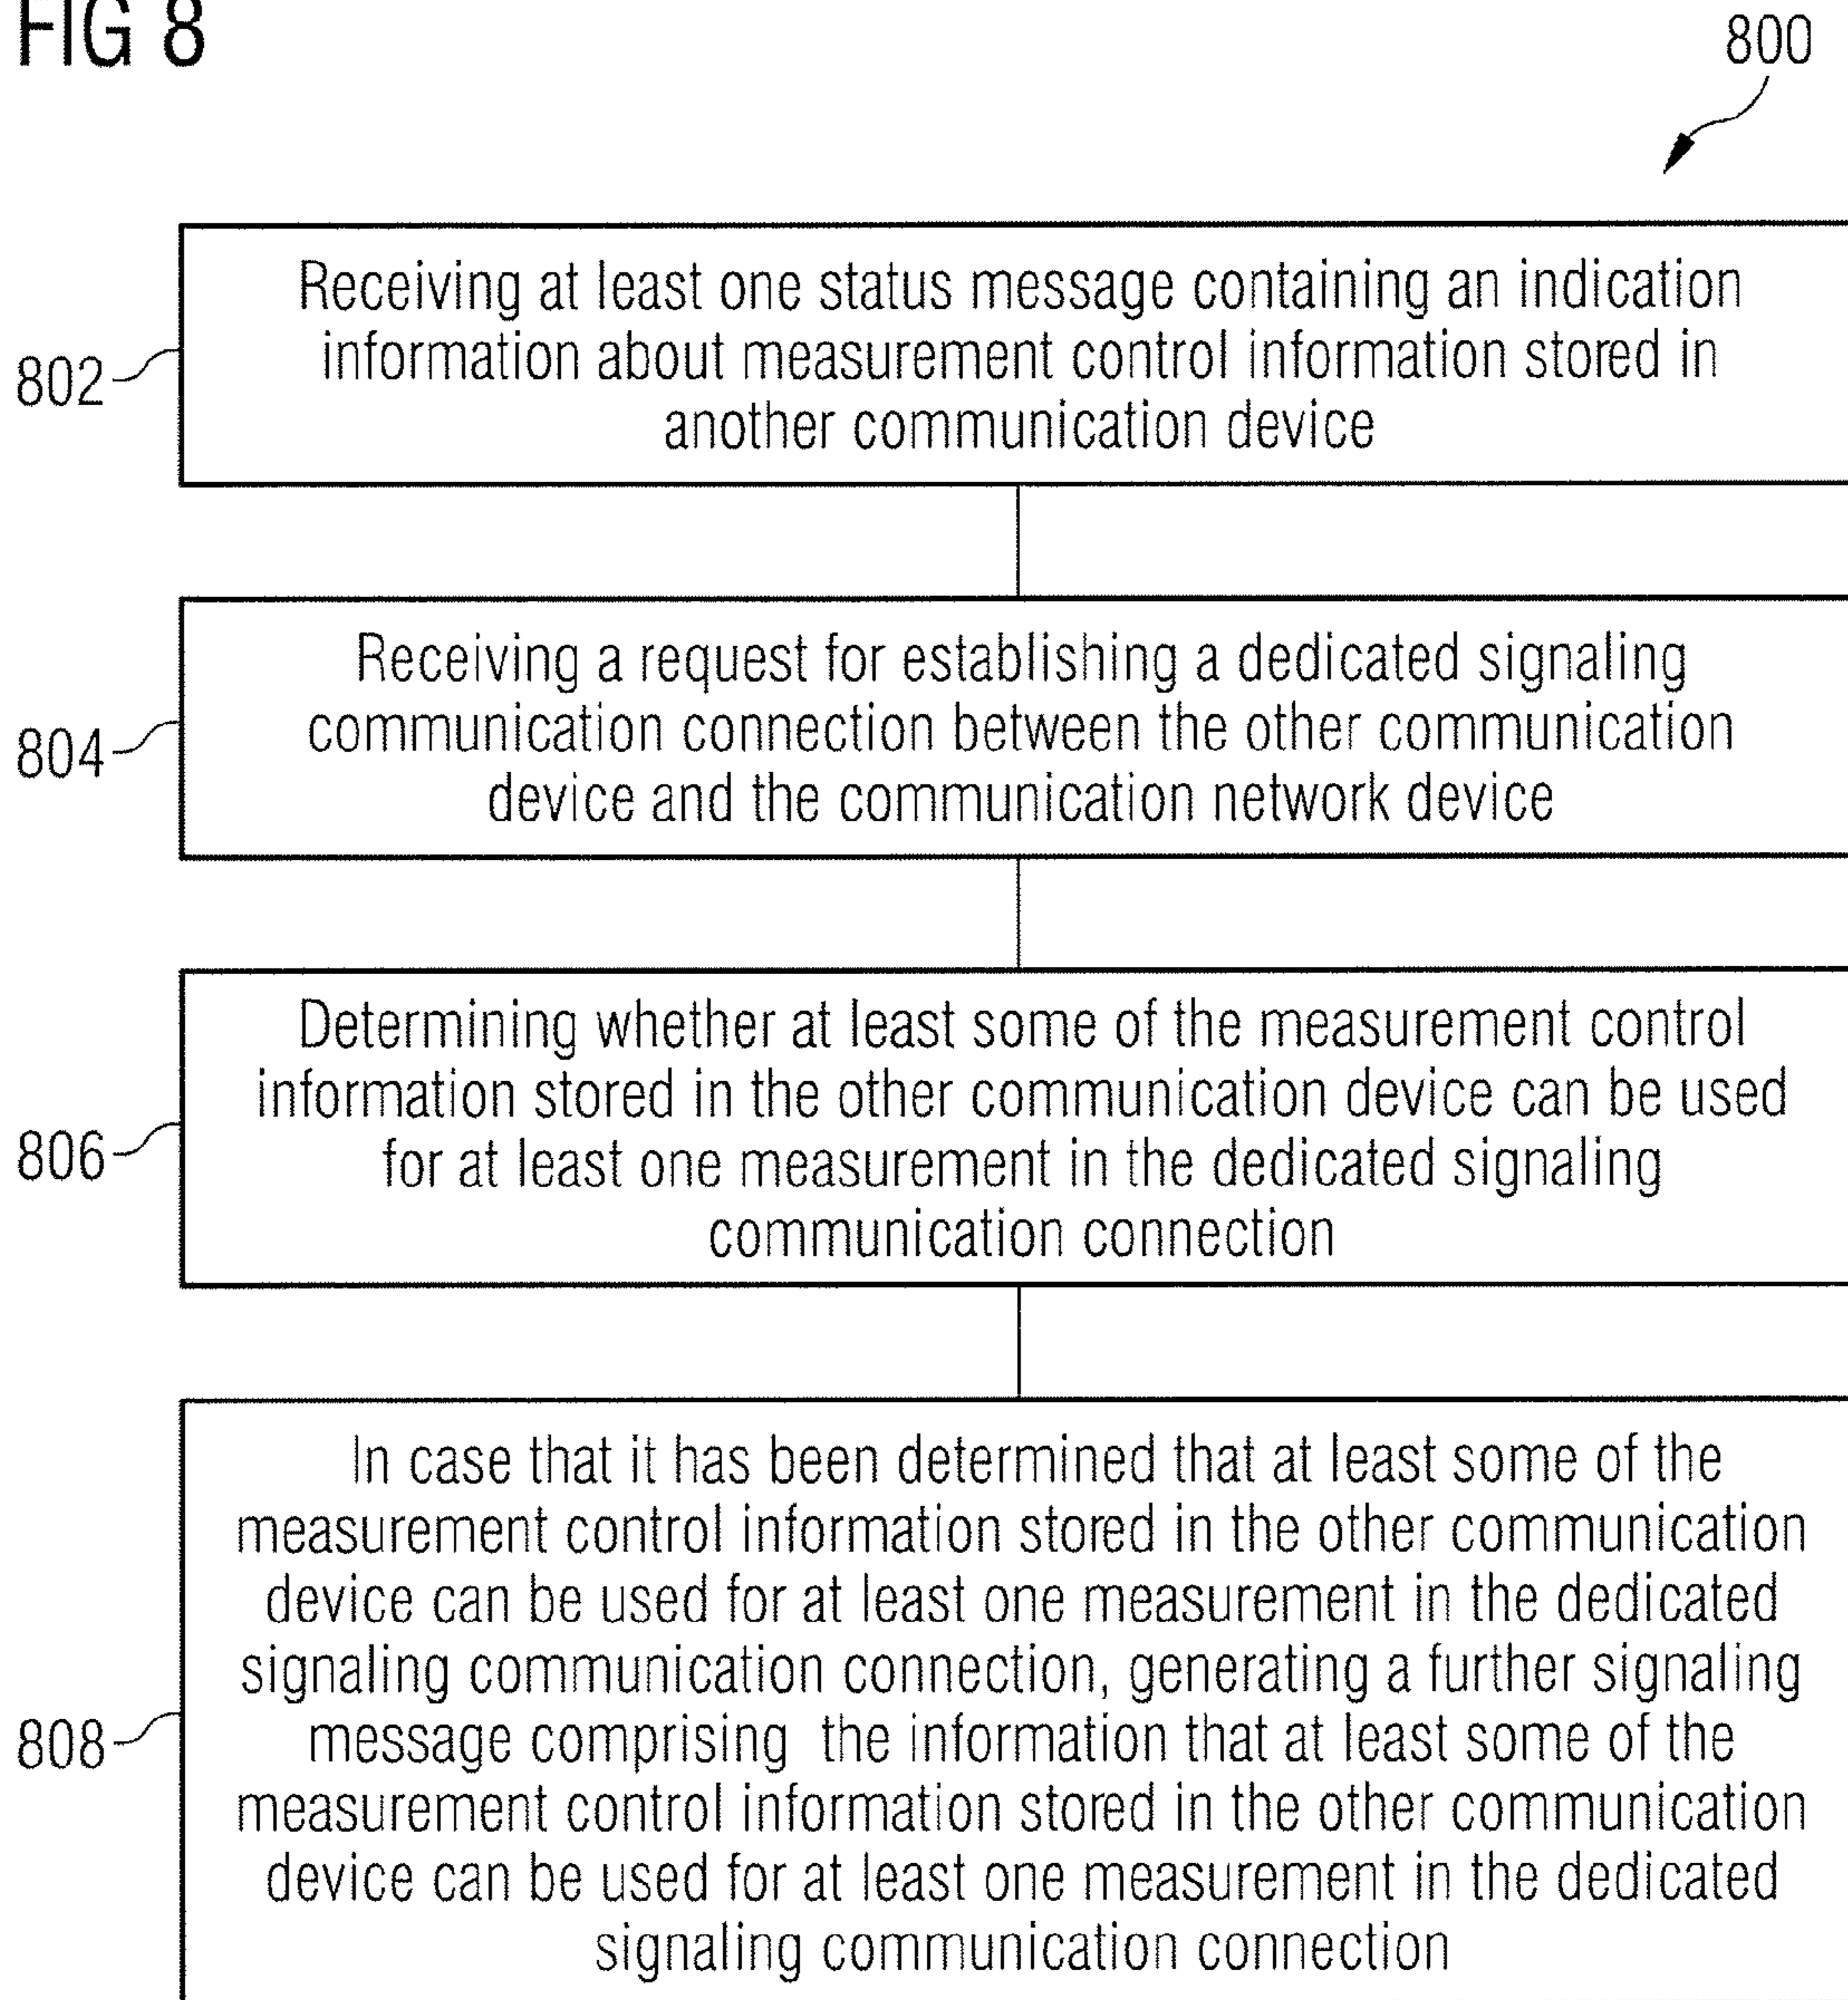 FIG 8
800
802
Receiving at least one status message containing an indication
information about measurement control information stored in
another communication device
804
Receiving a request for establishing a dedicated signaling
communication connection between the other communication
device and the communication network device
806
Determining whether at least some of the measurement control
information stored in the other communication device can be used
for at least one measurement in the dedicated signaling
communication connection
808
In case that it has been determined that at least some of the
measurement control information stored in the other communication
device can be used for at least one measurement in the dedicated
signaling communication connection, generating a further signaling
message comprising the information that at least some of the
measurement control information stored in the other communication
device can be used for at least one measurement in the dedicated
signaling communication connection